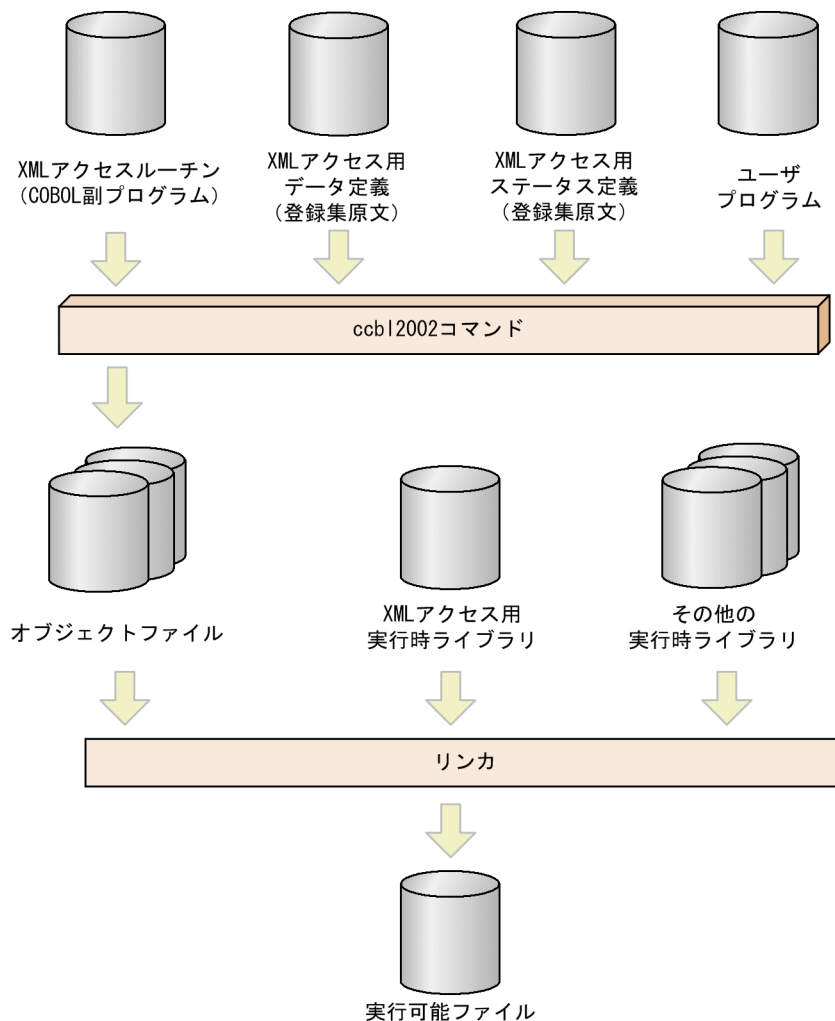 XMLアクセスルーチン
（COBOL副プログラム）
XMLアクセス用
データ定義
（登録集原文）
XMLアクセス用
ステータス定義
（登録集原文）
ユーザ
プログラム
ccbl2002コマンド
オブジェクトファイル
XMLアクセス用
実行時ライブラリ
その他の
実行時ライブラリ
リンカ
実行可能ファイル